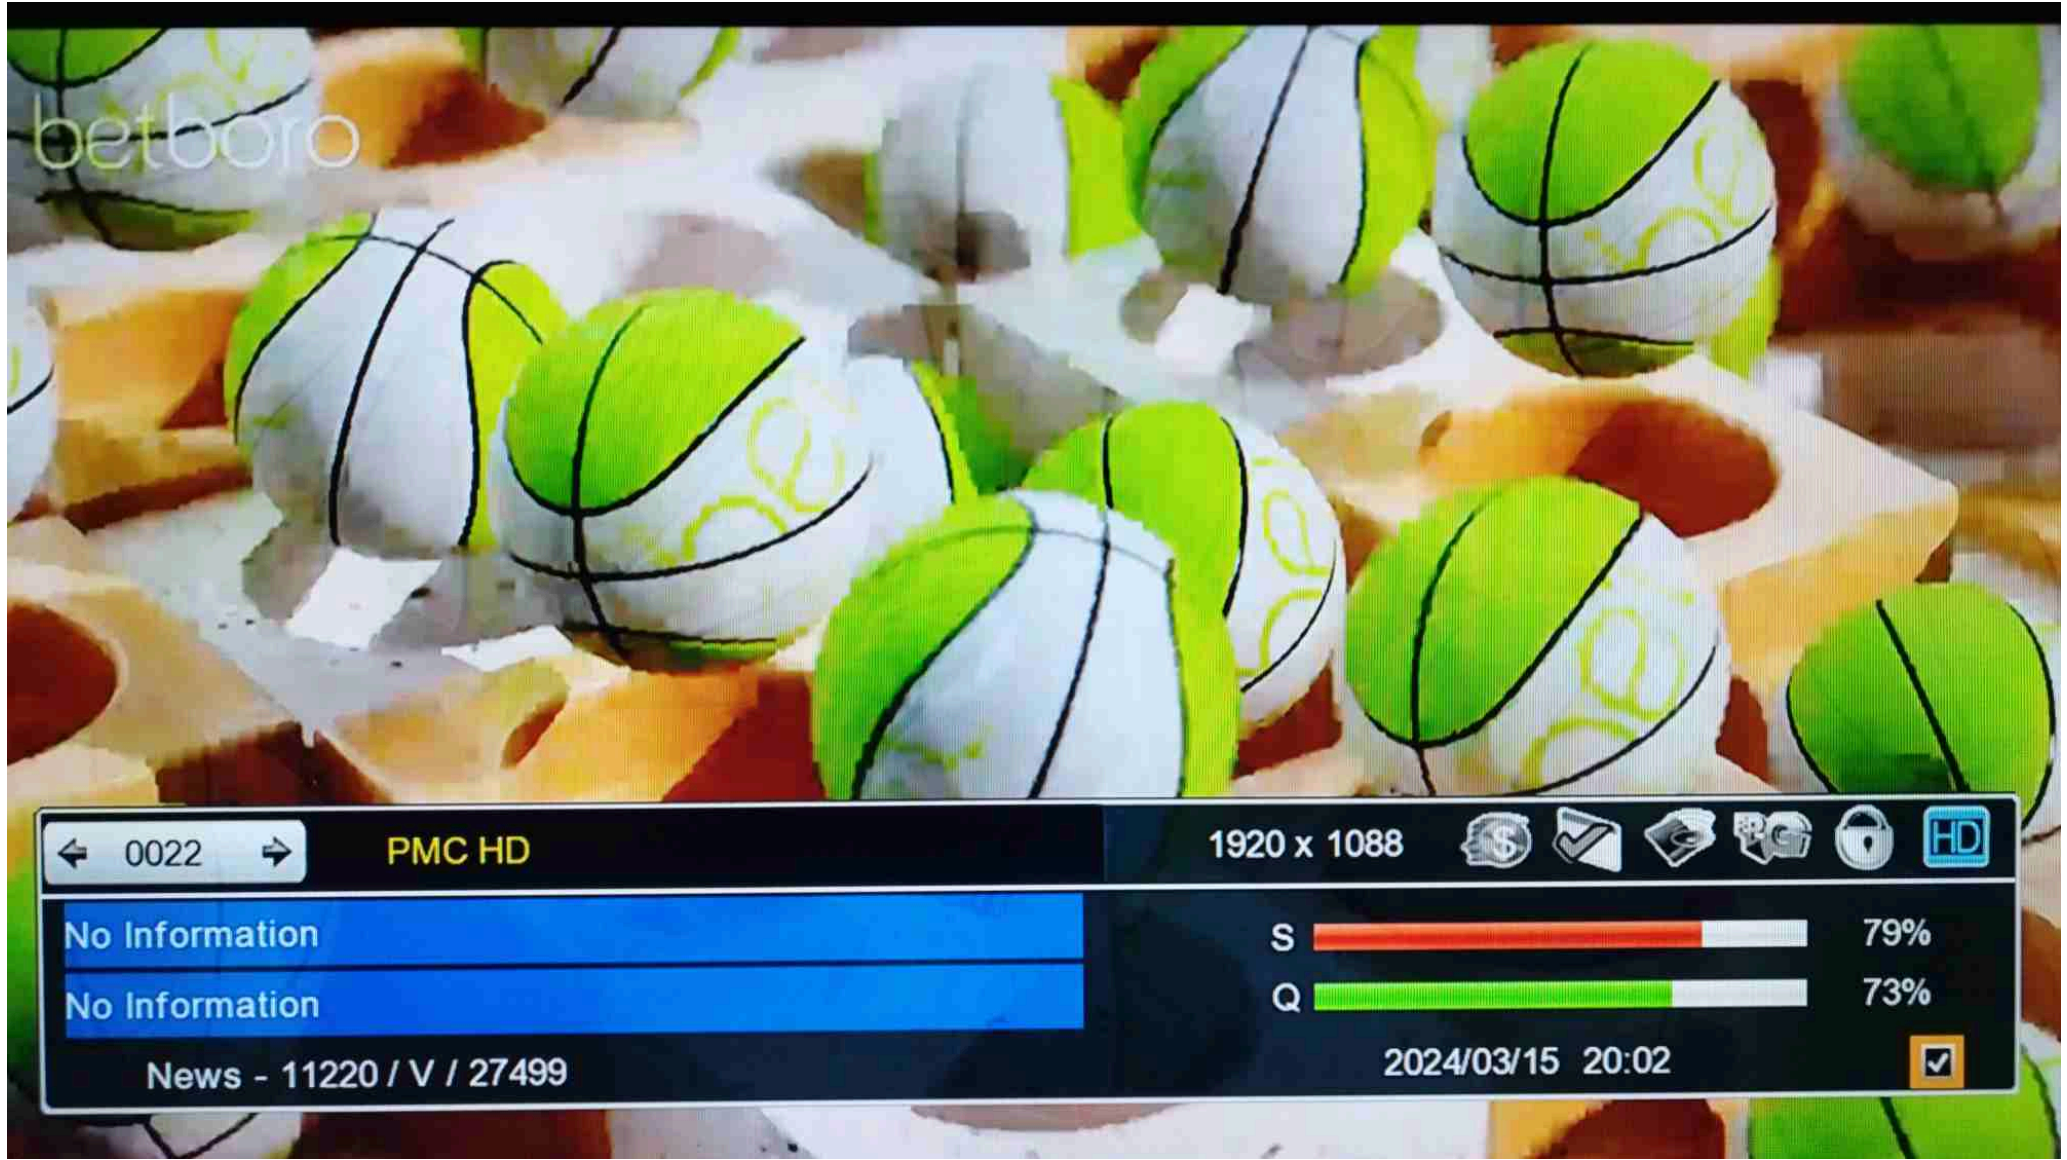 betboro
0022
PMC HD
1920 x 1088
HD
No Information
S
79%
No Information
Q
73%
News - 11220 / V / 27499
2024/03/15 20:02